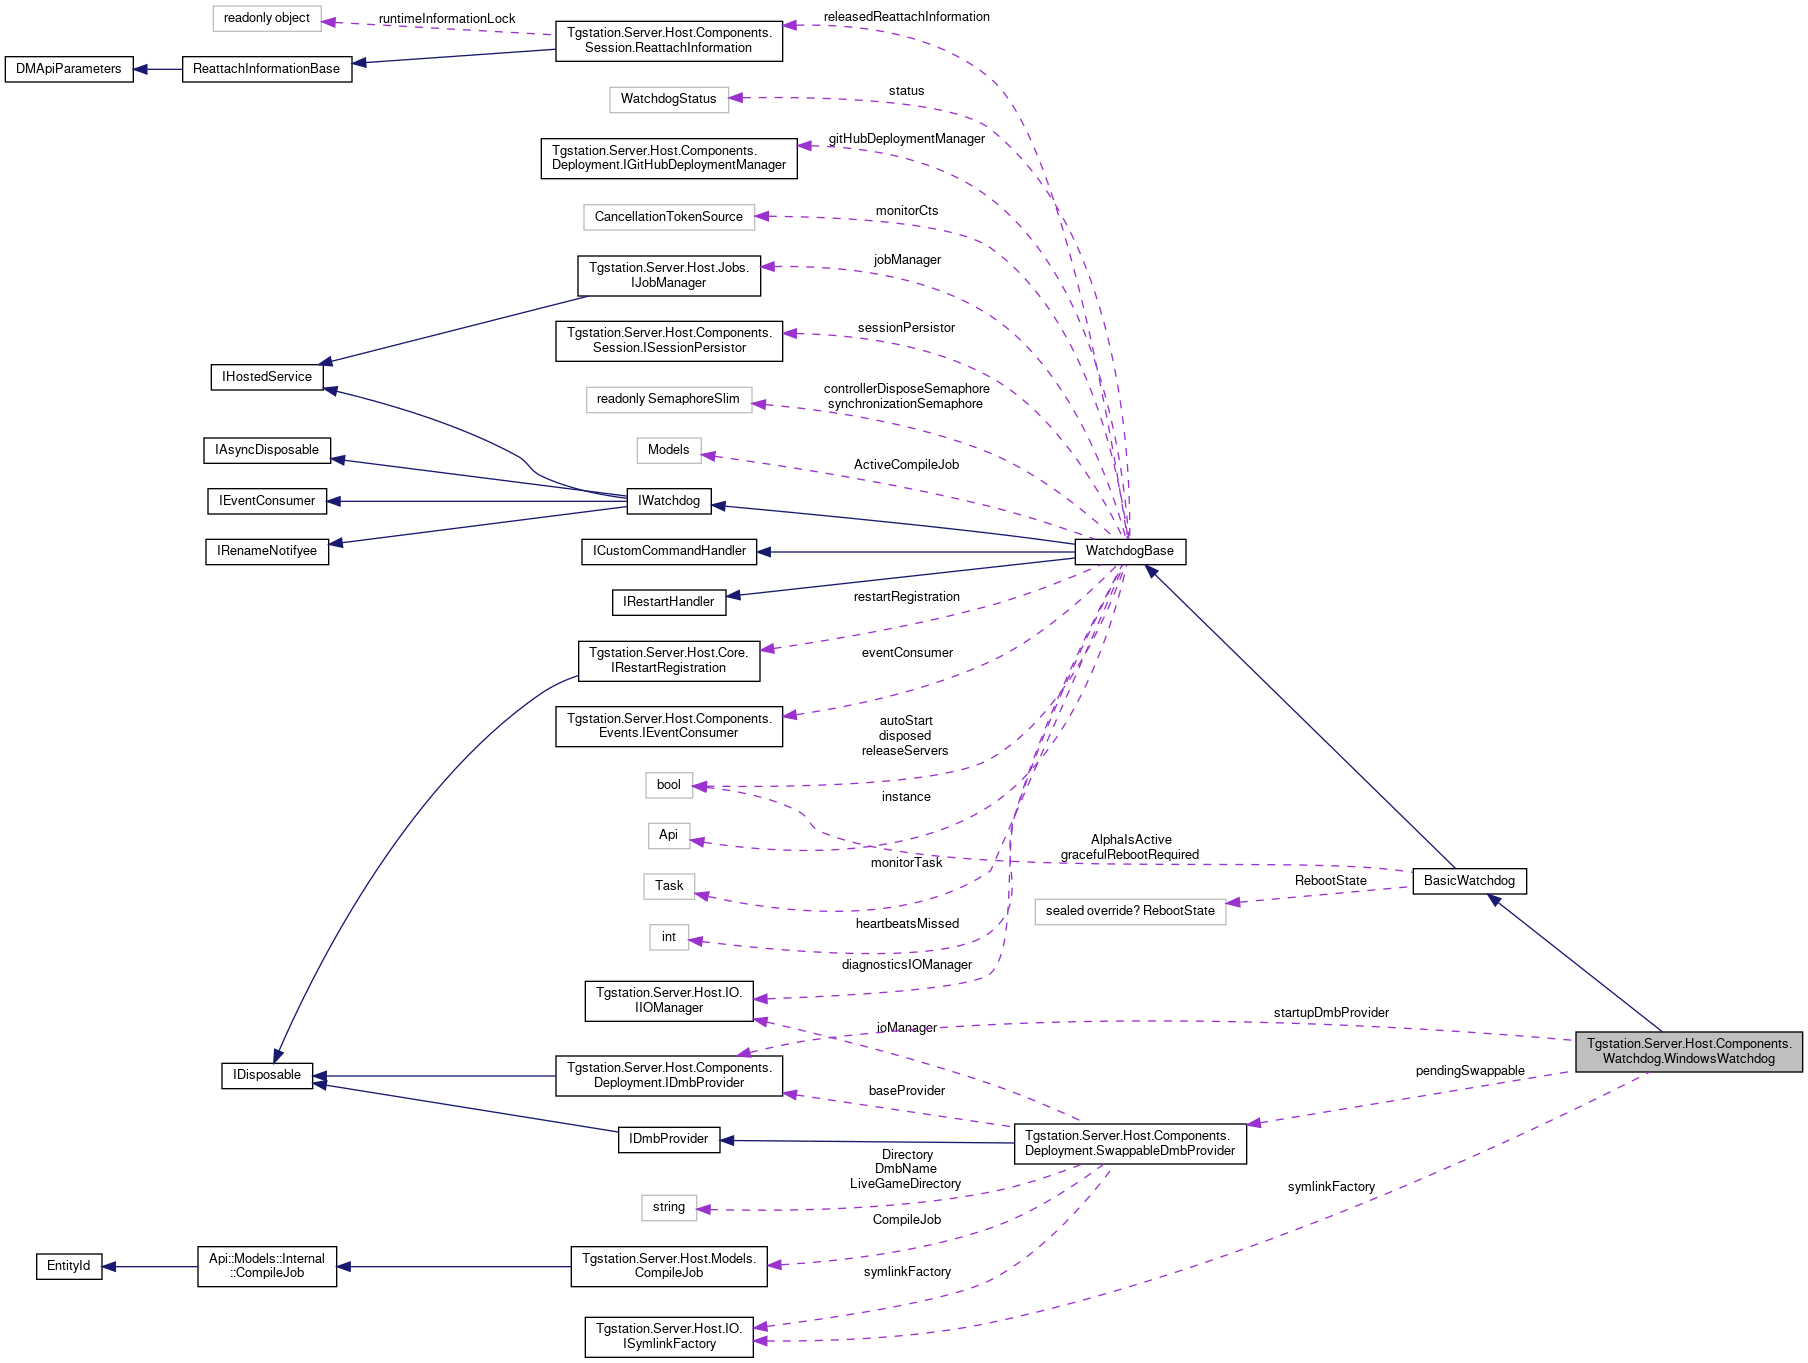 readonly object
runtimeInformationLock
Tgstation.Server.Host.Components.
Session.ReattachInformation
releasedReattachInformation
DMApiParameters
ReattachInformationBase
WatchdogStatus
status
Tgstation.Server.Host.Components.
Deployment.IGitHubDeploymentManager
gitHubDeploymentManager
CancellationTokenSource
monitorCts
Tgstation.Server.Host.Jobs.
IJobManager
jobManager
Tgstation.Server.Host.Components.
Session.ISessionPersistor
sessionPersistor
IHostedService
readonly SemaphoreSlim
controllerDisposeSemaphore
synchronizationSemaphore
IAsyncDisposable
Models
ActiveCompileJob
IEventConsumer
IWatchdog
IRenameNotifyee
ICustomCommandHandler
WatchdogBase
IRestartHandler
restartRegistration
Tgstation.Server.Host.Core.
IRestartRegistration
eventConsumer
Tgstation.Server.Host.Components.
Events.IEventConsumer
autoStart
disposed
releaseServers
bool
instance
Api
AlphaIsActive
gracefulRebootRequired
monitorTask
Task
RebootState
BasicWatchdog
sealed override? RebootState
heartbeatsMissed
int
diagnosticsIOManager
Tgstation.Server.Host.IO.
IIOManager
ioManager
startupDmbProvider
Tgstation.Server.Host.Components.
Watchdog.WindowsWatchdog
IDisposable
Tgstation.Server.Host.Components.
Deployment.IDmbProvider
baseProvider
pendingSwappable
IDmbProvider
Tgstation.Server.Host.Components.
Deployment.SwappableDmbProvider
Directory
DmbName
LiveGameDirectory
string
symlinkFactory
CompileJob
EntityId
Api::Models::Internal
::CompileJob
Tgstation.Server.Host.Models.
CompileJob
symlinkFactory
Tgstation.Server.Host.IO.
ISymlinkFactory